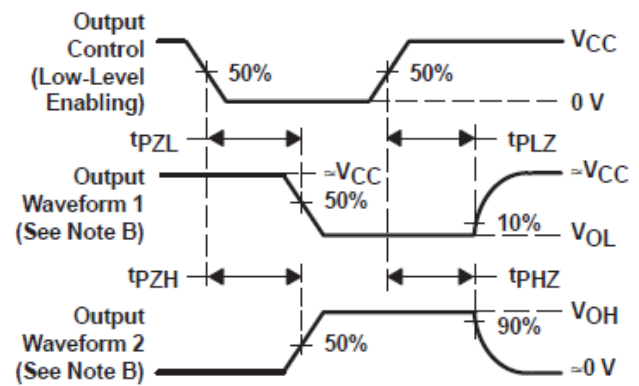 Output
Control
(Low-Level
Enabling)
50%
50%
VCC
0 V
tPZL
tPLZ
Output
Waveform 1
(See Note B)
≈VCC
50%
≈VCC
10%
VOL
tPZH
tPHZ
Output
Waveform 2
(See Note B)
50%
VOH
90%
≈0 V